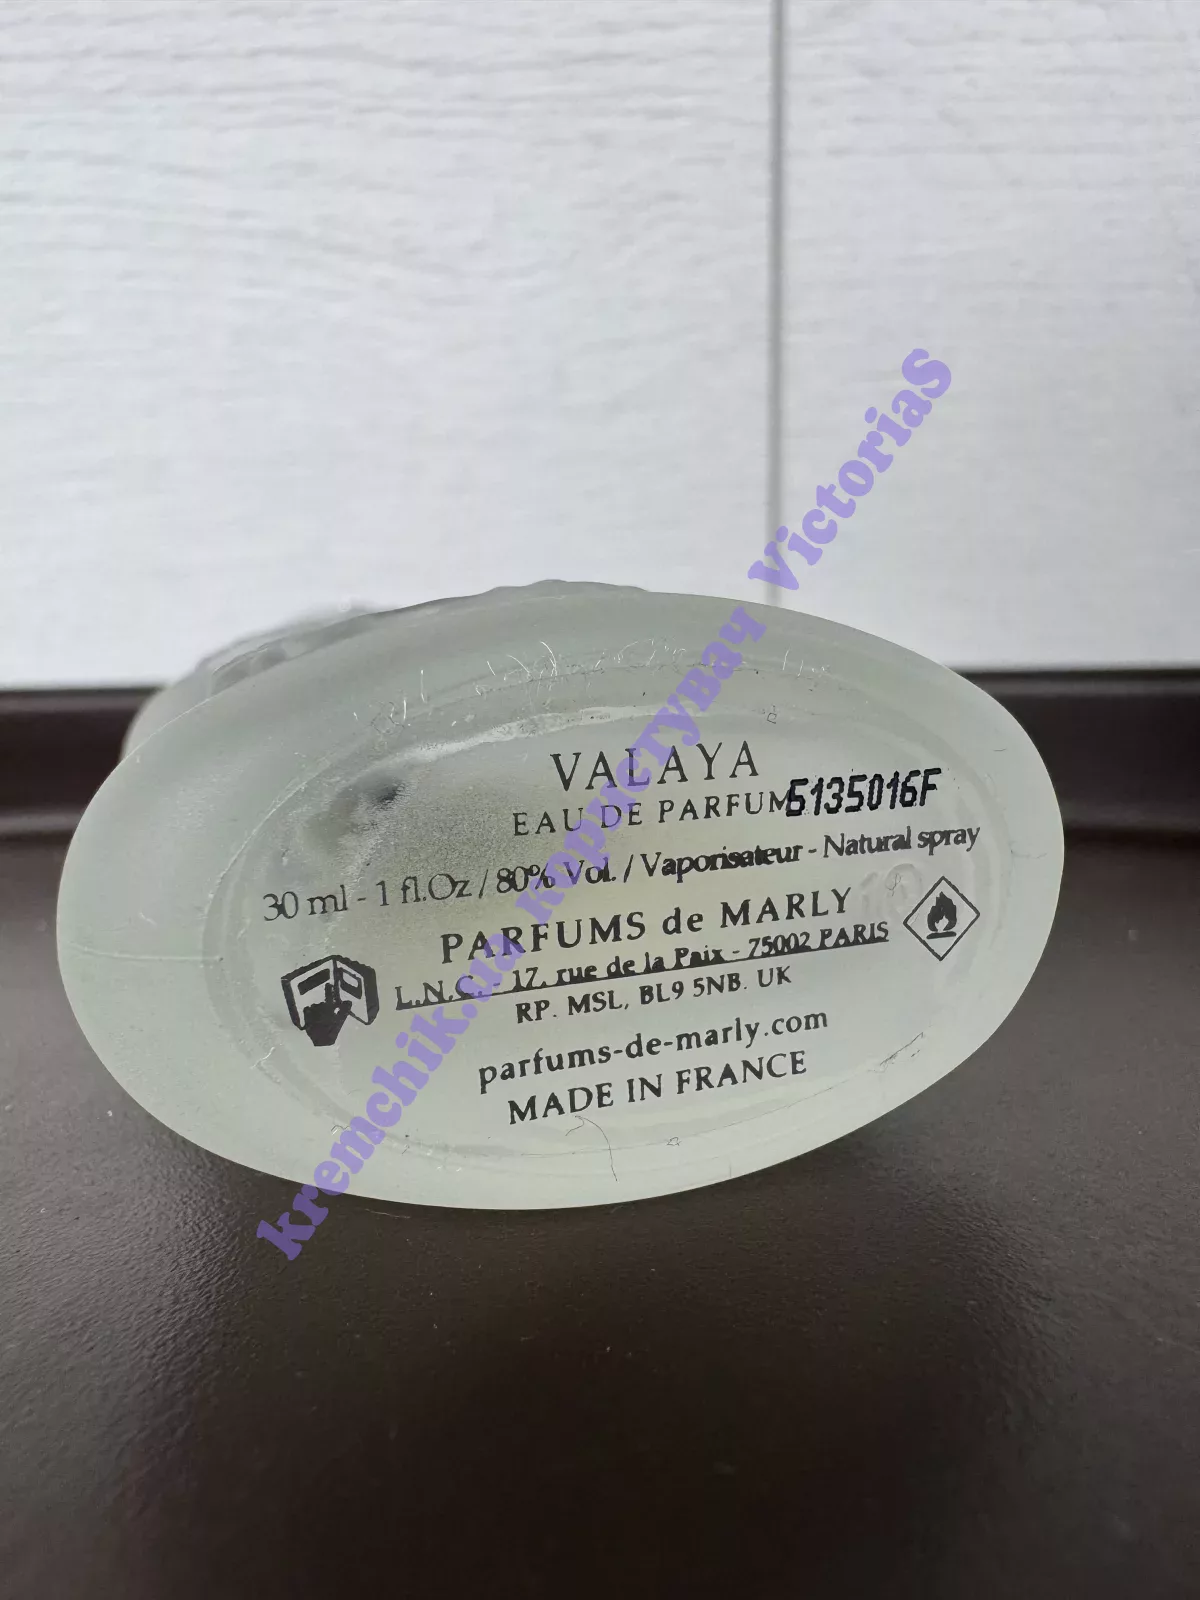 VALAYA
EAU DE PARFUM 5135016F
30 ml - 1 fl.Oz / 80% Vol. / Vaporisateur - Natural spray
PARFUMS de MARLY
L.N.C. - 17, rue de la Paix - 75002 PARIS
RP. MSL, BL9 5NB. UK
parfums-de-marly.com
MADE IN FRANCE
kremchik.ua користувач VictoriaS